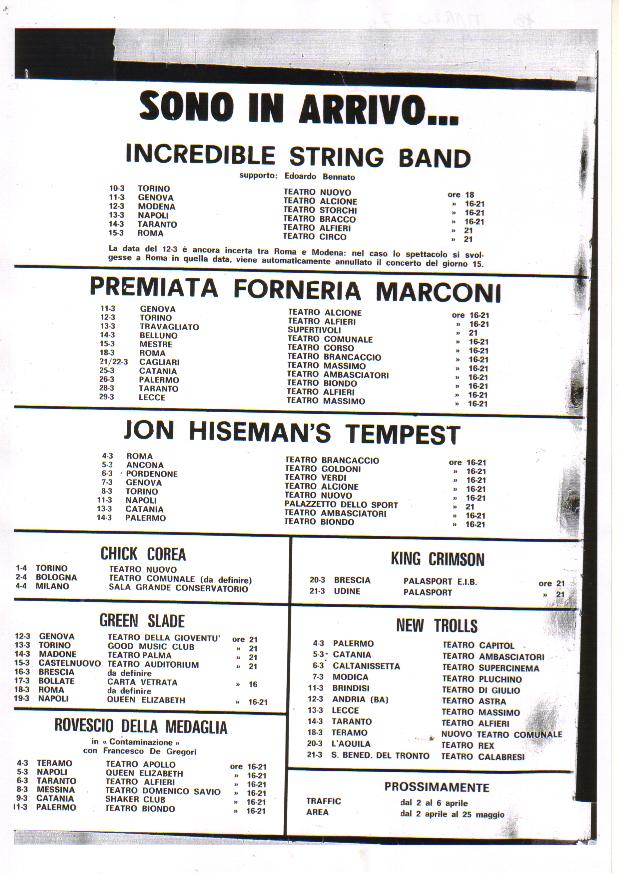 SONO IN ARRIVO...
INCREDIBLE STRING BAND
supporto: Edoardo Bennato
10-3 TORINO TEATRO NUOVO ore 18
11-3 GENOVA TEATRO ALCIONE » 16-21
12-3 MODENA TEATRO STORCHI » 16-21
13-3 NAPOLI TEATRO BRACCO » 16-21
14-3 TARANTO TEATRO ALFIERI » 21
15-3 ROMA TEATRO CIRCO » 21
La data del 12-3 è ancora incerta tra Roma e Modena: nel caso lo spettacolo si svol-
gesse a Roma in quella data, viene automaticamente annullato il concerto del giorno 15.
PREMIATA FORNERIA MARCONI
11-3 GENOVA TEATRO ALCIONE ore 16-21
12-3 TORINO TEATRO ALFIERI » 16-21
13-3 TRAVAGLIATO SUPERTIVOLI » 21
14-3 BELLUNO TEATRO COMUNALE » 16-21
15-3 MESTRE TEATRO CORSO » 16-21
18-3 ROMA TEATRO BRANCACCIO » 16-21
21/22-3 CAGLIARI TEATRO MASSIMO » 16-21
25-3 CATANIA TEATRO AMBASCIATORI » 16-21
26-3 PALERMO TEATRO BIONDO » 16-21
28-3 TARANTO TEATRO ALFIERI » 16-21
29-3 LECCE TEATRO MASSIMO » 16-21
JON HISEMAN'S TEMPEST
4-3 ROMA TEATRO BRANCACCIO ore 16-21
5-3 ANCONA TEATRO GOLDONI » 16-21
6-3 PORDENONE TEATRO VERDI » 16-21
7-3 GENOVA TEATRO ALCIONE » 16-21
8-3 TORINO TEATRO NUOVO » 16-21
11-3 NAPOLI PALAZZETTO DELLO SPORT » 21
13-3 CATANIA TEATRO AMBASCIATORI » 16-21
14-3 PALERMO TEATRO BIONDO » 16-21
CHICK COREA
1-4 TORINO TEATRO NUOVO
2-4 BOLOGNA TEATRO COMUNALE (da definire)
4-4 MILANO SALA GRANDE CONSERVATORIO
KING CRIMSON
20-3 BRESCIA PALASPORT E.I.B. ore 21
21-3 UDINE PALASPORT » 21
GREEN SLADE
12-3 GENOVA TEATRO DELLA GIOVENTU' ore 21
13-3 TORINO GOOD MUSIC CLUB » 21
14-3 MADONE TEATRO PALMA » 21
15-3 CASTELNUOVO TEATRO AUDITORIUM » 21
16-3 BRESCIA da definire
17-3 BOLLATE CARTA VETRATA » 16
18-3 ROMA da definire
19-3 NAPOLI QUEEN ELIZABETH » 16-21
NEW TROLLS
4-3 PALERMO TEATRO CAPITOL
5-3 CATANIA TEATRO AMBASCIATORI
6-3 CALTANISSETTA TEATRO SUPERCINEMA
7-3 MODICA TEATRO PLUCHINO
11-3 BRINDISI TEATRO DI GIULIO
12-3 ANDRIA (BA) TEATRO ASTRA
13-3 LECCE TEATRO MASSIMO
14-3 TARANTO TEATRO ALFIERI
18-3 TERAMO NUOVO TEATRO COMUNALE
20-3 L'AQUILA TEATRO REX
21-3 S. BENED. DEL TRONTO TEATRO CALABRESI
ROVESCIO DELLA MEDAGLIA
in « Contaminazione »
con Francesco De Gregori
4-3 TERAMO TEATRO APOLLO ore 16-21
5-3 NAPOLI QUEEN ELIZABETH » 16-21
6-3 TARANTO TEATRO ALFIERI » 16-21
8-3 MESSINA TEATRO DOMENICO SAVIO » 16-21
9-3 CATANIA SHAKER CLUB » 16-21
11-3 PALERMO TEATRO BIONDO » 16-21
PROSSIMAMENTE
TRAFFIC dal 2 al 6 aprile
AREA dal 2 aprile al 25 maggio